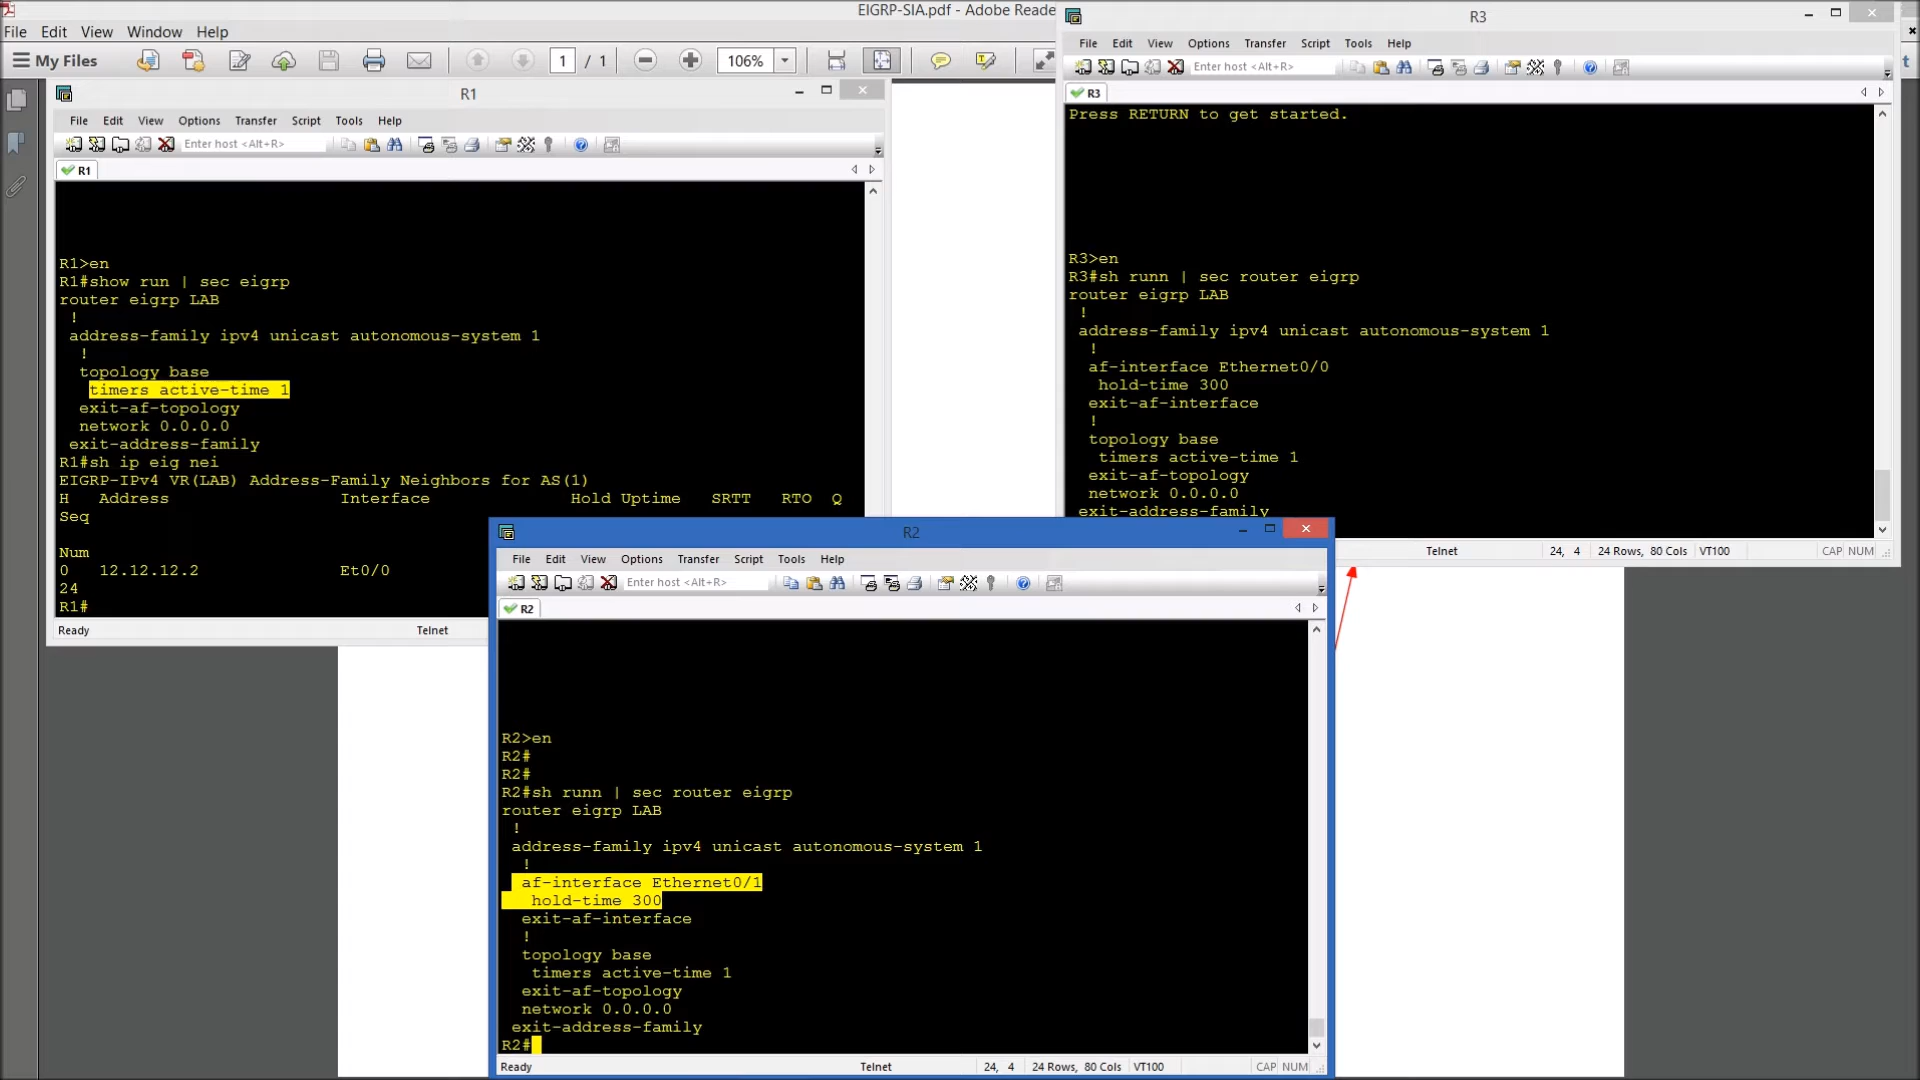 EIGRP-SIA.pdf - Adobe Reade
File Edit View Window Help
My Files
1 / 1
106%
t
R1
File Edit View Options Transfer Script Tools Help
Enter host <Alt+R>
R1
R1>en
R1#show run | sec eigrp
router eigrp LAB
!
address-family ipv4 unicast autonomous-system 1
!
topology base
timers active-time 1
exit-af-topology
network 0.0.0.0
exit-address-family
R1#sh ip eig nei
EIGRP-IPv4 VR(LAB) Address-Family Neighbors for AS(1)
H Address Interface Hold Uptime SRTT RTO Q
Seq
Num
0 12.12.12.2 Et0/0
24
R1#
Ready Telnet
R3
File Edit View Options Transfer Script Tools Help
Enter host <Alt+R>
R3
Press RETURN to get started.
R3>en
R3#sh runn | sec router eigrp
router eigrp LAB
!
address-family ipv4 unicast autonomous-system 1
!
af-interface Ethernet0/0
hold-time 300
exit-af-interface
!
topology base
timers active-time 1
exit-af-topology
network 0.0.0.0
exit-address-family
Telnet 24, 4 24 Rows, 80 Cols VT100 CAP NUM
R2
File Edit View Options Transfer Script Tools Help
Enter host <Alt+R>
R2
R2>en
R2#
R2#
R2#sh runn | sec router eigrp
router eigrp LAB
!
address-family ipv4 unicast autonomous-system 1
!
af-interface Ethernet0/1
hold-time 300
exit-af-interface
!
topology base
timers active-time 1
exit-af-topology
network 0.0.0.0
exit-address-family
R2#
Ready Telnet 24, 4 24 Rows, 80 Cols VT100 CAP NUM